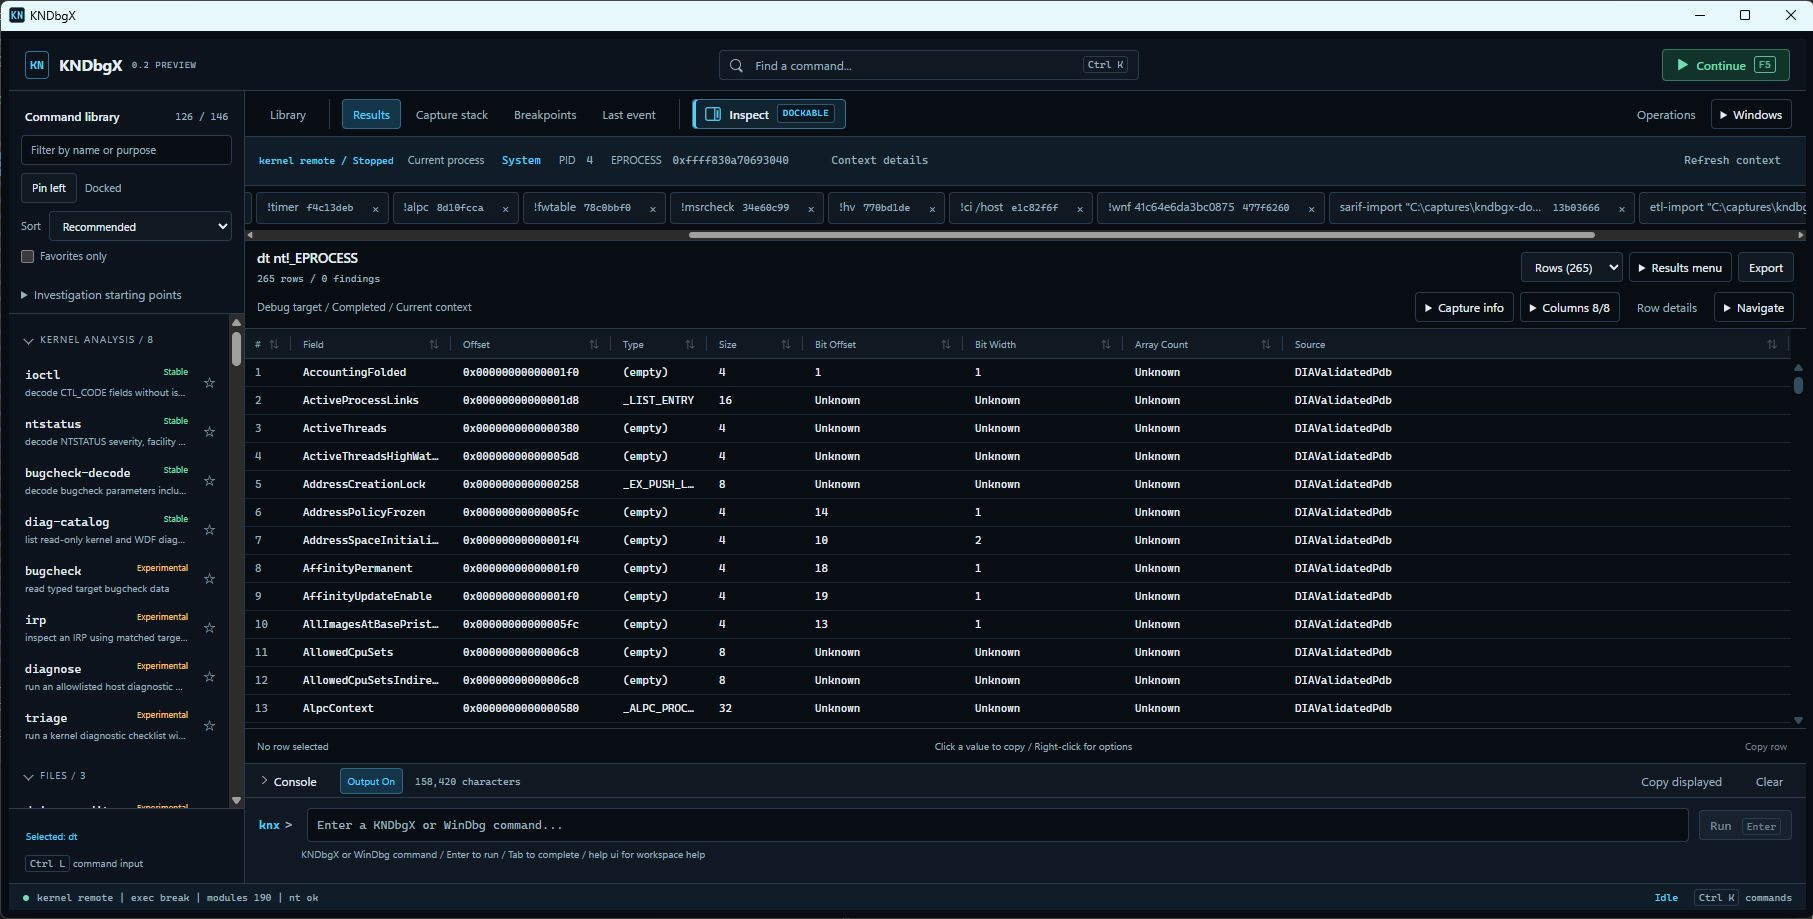 KN KNDbgX
KN KNDbgX 0.2 PREVIEW
Find a command... Ctrl K
Continue F5
Command library 126 / 146
Filter by name or purpose
Pin left Docked
Sort Recommended
Favorites only
Investigation starting points
KERNEL ANALYSIS / 8
ioctl Stable
decode CTL_CODE fields without is...
ntstatus Stable
decode NTSTATUS severity, facility ...
bugcheck-decode Stable
decode bugcheck parameters inclu...
diag-catalog Stable
list read-only kernel and WDF diag...
bugcheck Experimental
read typed target bugcheck data
irp Experimental
inspect an IRP using matched targe...
diagnose Experimental
run an allowlisted host diagnostic ...
triage Experimental
run a kernel diagnostic checklist wi...
FILES / 3
Experimental
Selected: dt
Ctrl L command input
Library Results Capture stack Breakpoints Last event Inspect DOCKABLE Operations Windows
kernel remote / Stopped Current process System PID 4 EPROCESS 0xffff830a70693040 Context details Refresh context
!timer f4c13deb × !alpc 8d10fcca × !fwtable 78c0bbf0 × !msrcheck 34e60c99 × !hv 770bd1de × !ci /host e1c82f6f × !wnf 41c64e6da3bc0875 477f6260 × sarif-import "C:\captures\kndbgx-do... 13b03666 × etl-import "C:\captures\kndbg
dt nt!_EPROCESS
265 rows / 0 findings
Rows (265) Results menu Export
Debug target / Completed / Current context
Capture info Columns 8/8 Row details Navigate
# Field Offset Type Size Bit Offset Bit Width Array Count Source
1 AccountingFolded 0x00000000000001f0 (empty) 4 1 1 Unknown DIAValidatedPdb
2 ActiveProcessLinks 0x00000000000001d8 _LIST_ENTRY 16 Unknown Unknown Unknown DIAValidatedPdb
3 ActiveThreads 0x0000000000000380 (empty) 4 Unknown Unknown Unknown DIAValidatedPdb
4 ActiveThreadsHighWat... 0x00000000000005d8 (empty) 4 Unknown Unknown Unknown DIAValidatedPdb
5 AddressCreationLock 0x0000000000000258 _EX_PUSH_L... 8 Unknown Unknown Unknown DIAValidatedPdb
6 AddressPolicyFrozen 0x00000000000005fc (empty) 4 14 1 Unknown DIAValidatedPdb
7 AddressSpaceInitiali... 0x00000000000001f4 (empty) 4 10 2 Unknown DIAValidatedPdb
8 AffinityPermanent 0x00000000000001f0 (empty) 4 18 1 Unknown DIAValidatedPdb
9 AffinityUpdateEnable 0x00000000000001f0 (empty) 4 19 1 Unknown DIAValidatedPdb
10 AllImagesAtBasePrist... 0x00000000000005fc (empty) 4 13 1 Unknown DIAValidatedPdb
11 AllowedCpuSets 0x00000000000006c8 (empty) 8 Unknown Unknown Unknown DIAValidatedPdb
12 AllowedCpuSetsIndire... 0x00000000000006c8 (empty) 8 Unknown Unknown Unknown DIAValidatedPdb
13 AlpcContext 0x0000000000000580 _ALPC_PROC... 32 Unknown Unknown Unknown DIAValidatedPdb
No row selected Click a value to copy / Right-click for options Copy row
Console Output On 158,420 characters Copy displayed Clear
knx > Enter a KNDbgX or WinDbg command... Run Enter
KNDbgX or WinDbg command / Enter to run / Tab to complete / help ui for workspace help
kernel remote | exec break | modules 190 | nt ok Idle Ctrl K commands